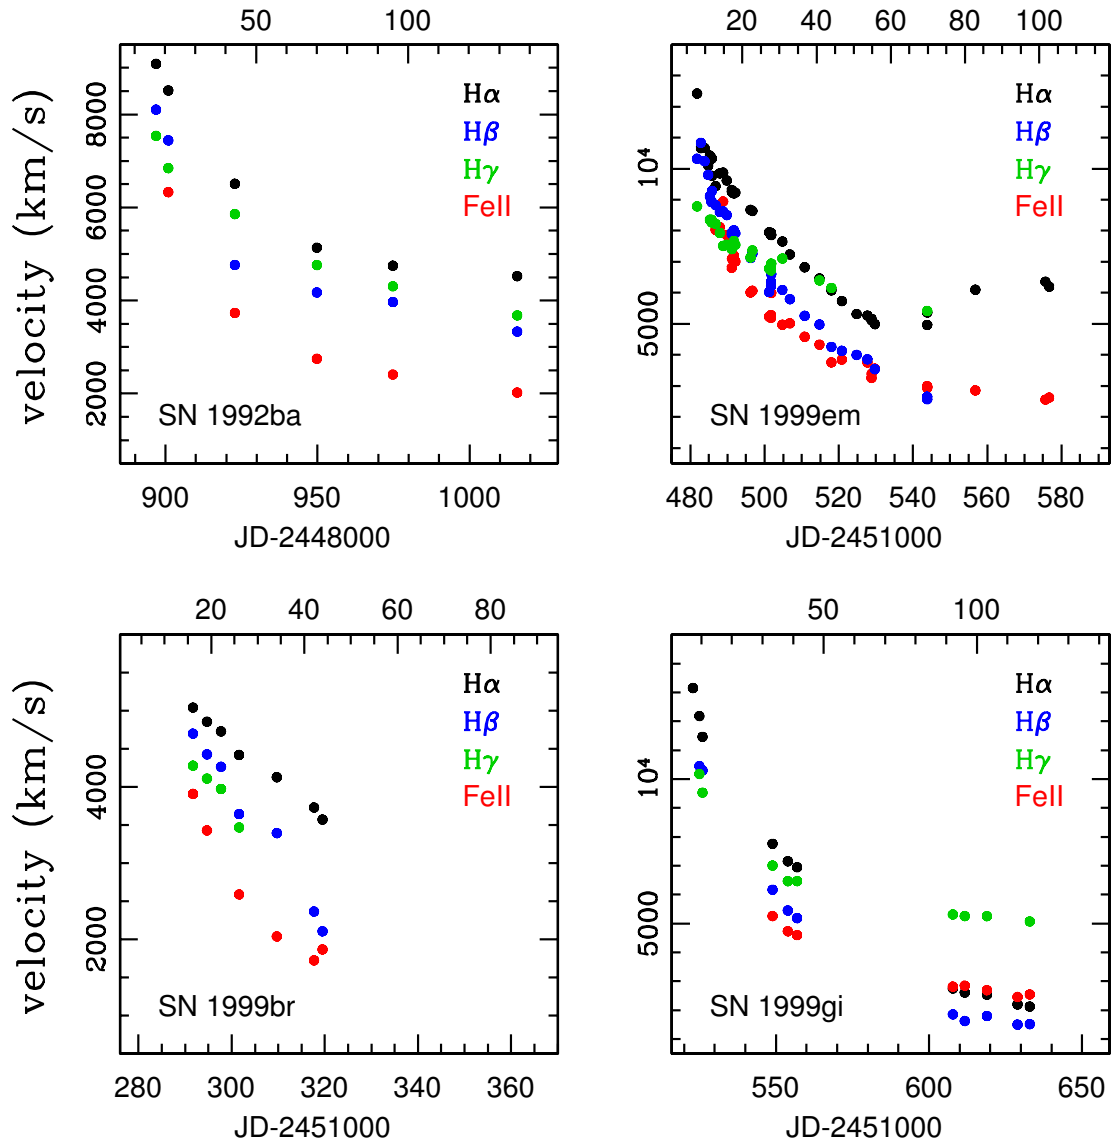 50 100
velocity (km/s)
8000
6000
4000
2000
Hα
Hβ
Hγ
FeII
SN 1992ba
900 950 1000
JD-2448000
20 40 60 80 100
10⁴
5000
Hα
Hβ
Hγ
FeII
SN 1999em
480 500 520 540 560 580
JD-2451000
20 40 60 80
velocity (km/s)
4000
2000
Hα
Hβ
Hγ
FeII
SN 1999br
280 300 320 340 360
JD-2451000
50 100
10⁴
5000
Hα
Hβ
Hγ
FeII
SN 1999gi
550 600 650
JD-2451000